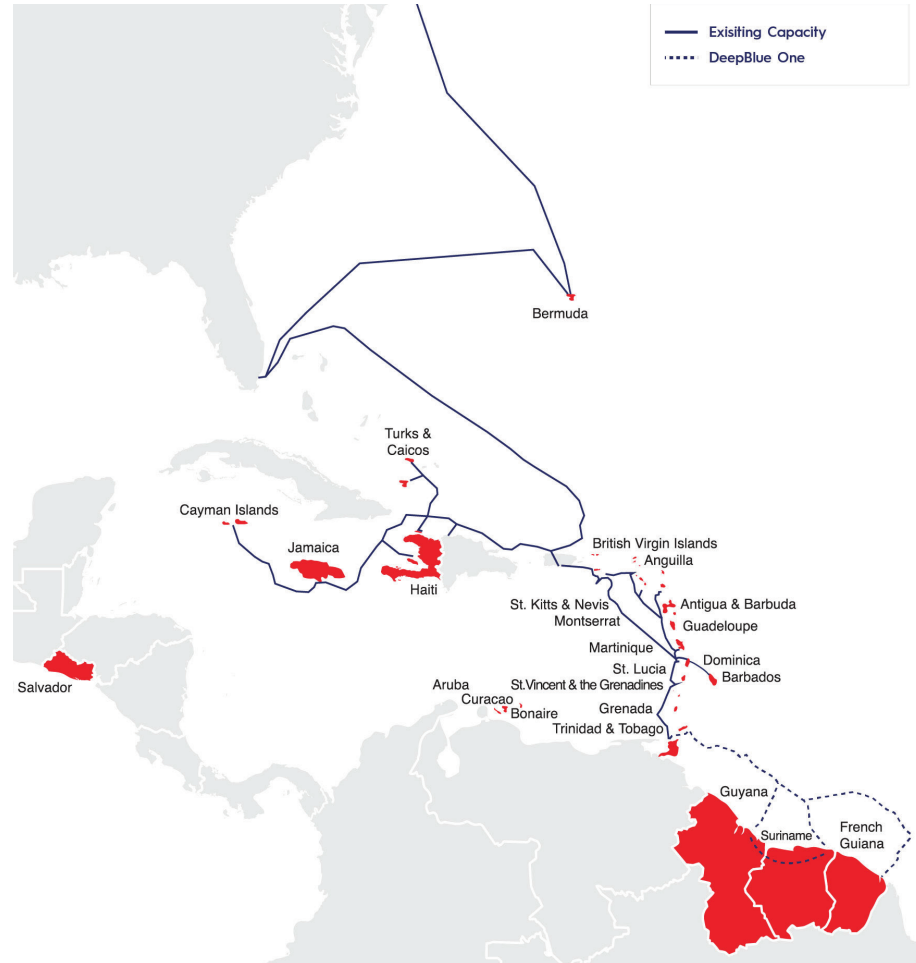 Exisiting Capacity
DeepBlue One
Bermuda
Turks &
Caicos
Cayman Islands
Jamaica
Haiti
British Virgin Islands
Anguilla
St. Kitts & Nevis
Montserrat
Antigua & Barbuda
Guadeloupe
Martinique
Dominica
St. Lucia
Barbados
St.Vincent & the Grenadines
Salvador
Aruba
Curacao
Bonaire
Grenada
Trinidad & Tobago
Guyana
Suriname
French
Guiana